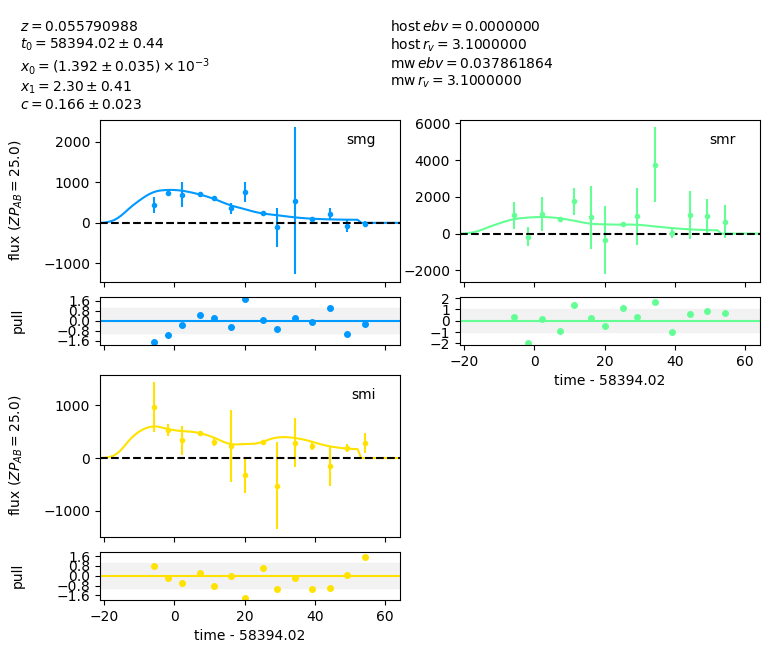 z = 0.055790988
t₀ = 58394.02 ± 0.44
x₀ = (1.392 ± 0.035) × 10⁻³
x₁ = 2.30 ± 0.41
c = 0.166 ± 0.023
host ebv = 0.0000000
host r_v = 3.1000000
mw ebv = 0.037861864
mw r_v = 3.1000000
smg
flux (ZP_AB = 25.0)
2000
1000
0
−1000
pull
1.6
0.8
0.0
−0.8
−1.6
smr
6000
4000
2000
0
−2000
2
1
0
−1
−2
−20 0 20 40 60
time - 58394.02
smi
flux (ZP_AB = 25.0)
1000
0
−1000
pull
1.6
0.8
0.0
−0.8
−1.6
−20 0 20 40 60
time - 58394.02